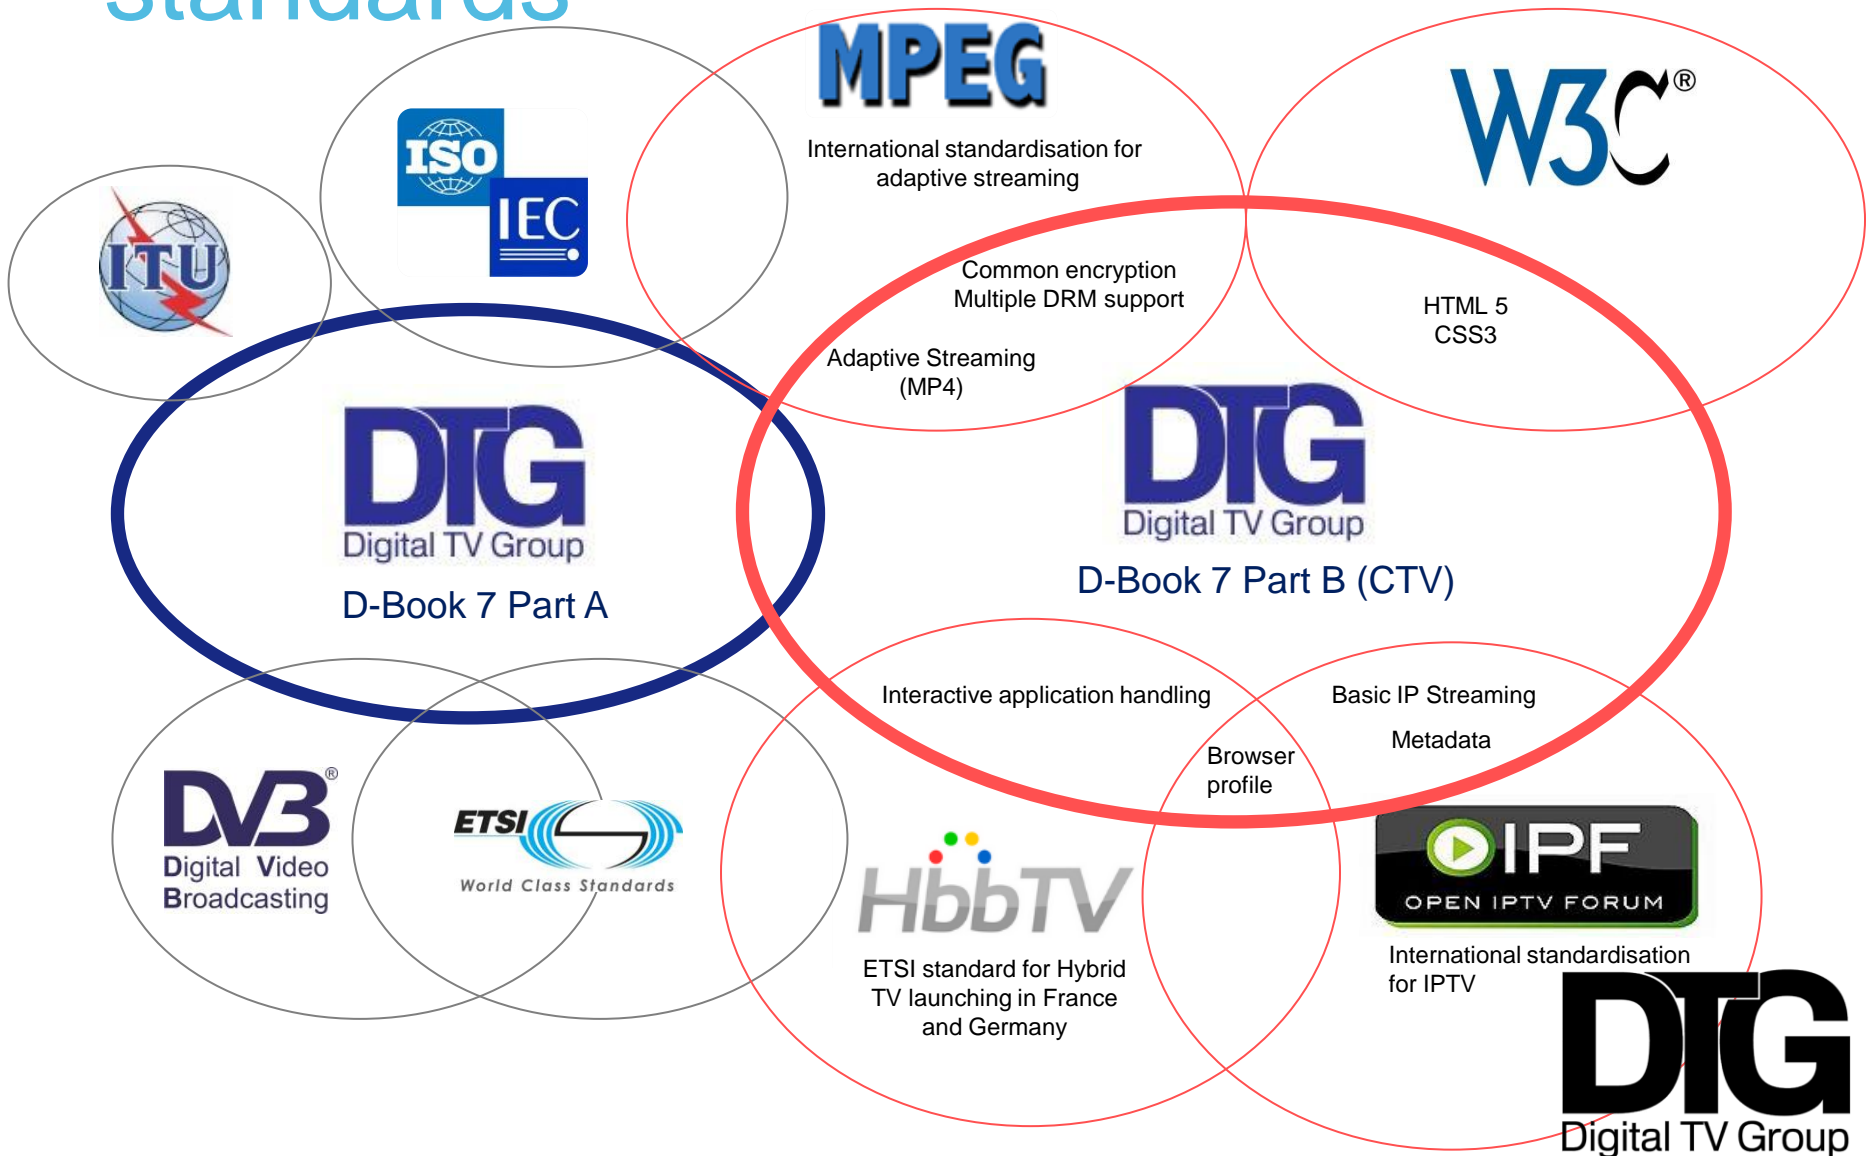 standards
MPEG
W3C®
ISO
IEC
International standardisation for
adaptive streaming
ITU
Common encryption
Multiple DRM support
HTML 5
CSS3
Adaptive Streaming
(MP4)
DTG
Digital TV Group
D-Book 7 Part A
DTG
Digital TV Group
D-Book 7 Part B (CTV)
Interactive application handling
Basic IP Streaming
Metadata
Browser
profile
DVB®
Digital Video
Broadcasting
ETSI
World Class Standards
HbbTV
ETSI standard for Hybrid
TV launching in France
and Germany
OIPF
OPEN IPTV FORUM
International standardisation
for IPTV
DTG
Digital TV Group